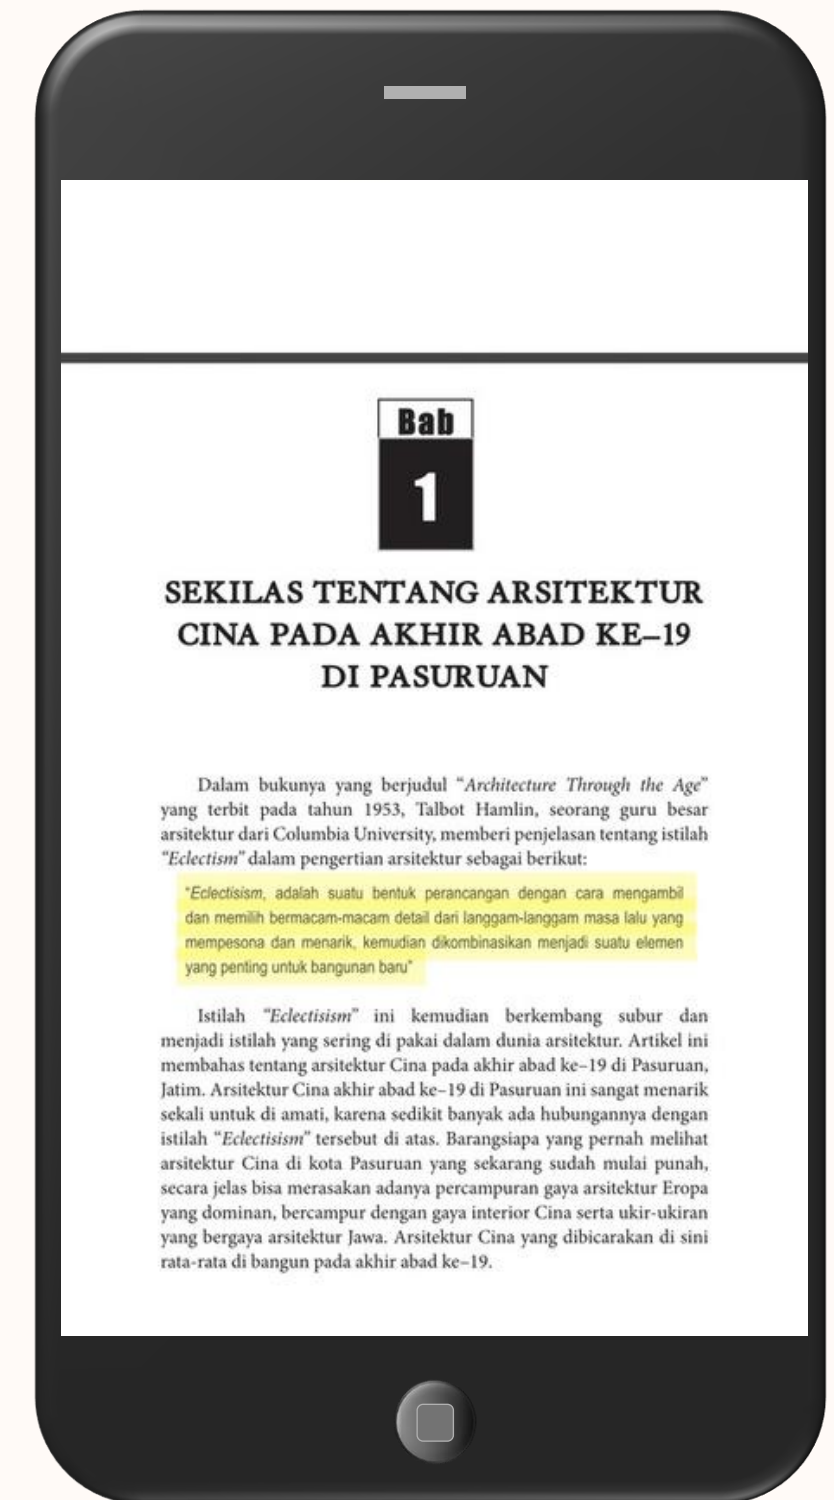 Bab
1
SEKILAS TENTANG ARSITEKTUR
CINA PADA AKHIR ABAD KE–19
DI PASURUAN
Dalam bukunya yang berjudul “Architecture Through the Age”
yang terbit pada tahun 1953, Talbot Hamlin, seorang guru besar
arsitektur dari Columbia University, memberi penjelasan tentang istilah
“Eclectism” dalam pengertian arsitektur sebagai berikut:
“Eclectisism, adalah suatu bentuk perancangan dengan cara mengambil
dan memilih bermacam-macam detail dari langgam-langgam masa lalu yang
mempesona dan menarik, kemudian dikombinasikan menjadi suatu elemen
yang penting untuk bangunan baru”
Istilah “Eclectisism” ini kemudian berkembang subur dan
menjadi istilah yang sering di pakai dalam dunia arsitektur. Artikel ini
membahas tentang arsitektur Cina pada akhir abad ke–19 di Pasuruan,
Jatim. Arsitektur Cina akhir abad ke–19 di Pasuruan ini sangat menarik
sekali untuk di amati, karena sedikit banyak ada hubungannya dengan
istilah “Eclectisism” tersebut di atas. Barangsiapa yang pernah melihat
arsitektur Cina di kota Pasuruan yang sekarang sudah mulai punah,
secara jelas bisa merasakan adanya percampuran gaya arsitektur Eropa
yang dominan, bercampur dengan gaya interior Cina serta ukir-ukiran
yang bergaya arsitektur Jawa. Arsitektur Cina yang dibicarakan di sini
rata-rata di bangun pada akhir abad ke–19.